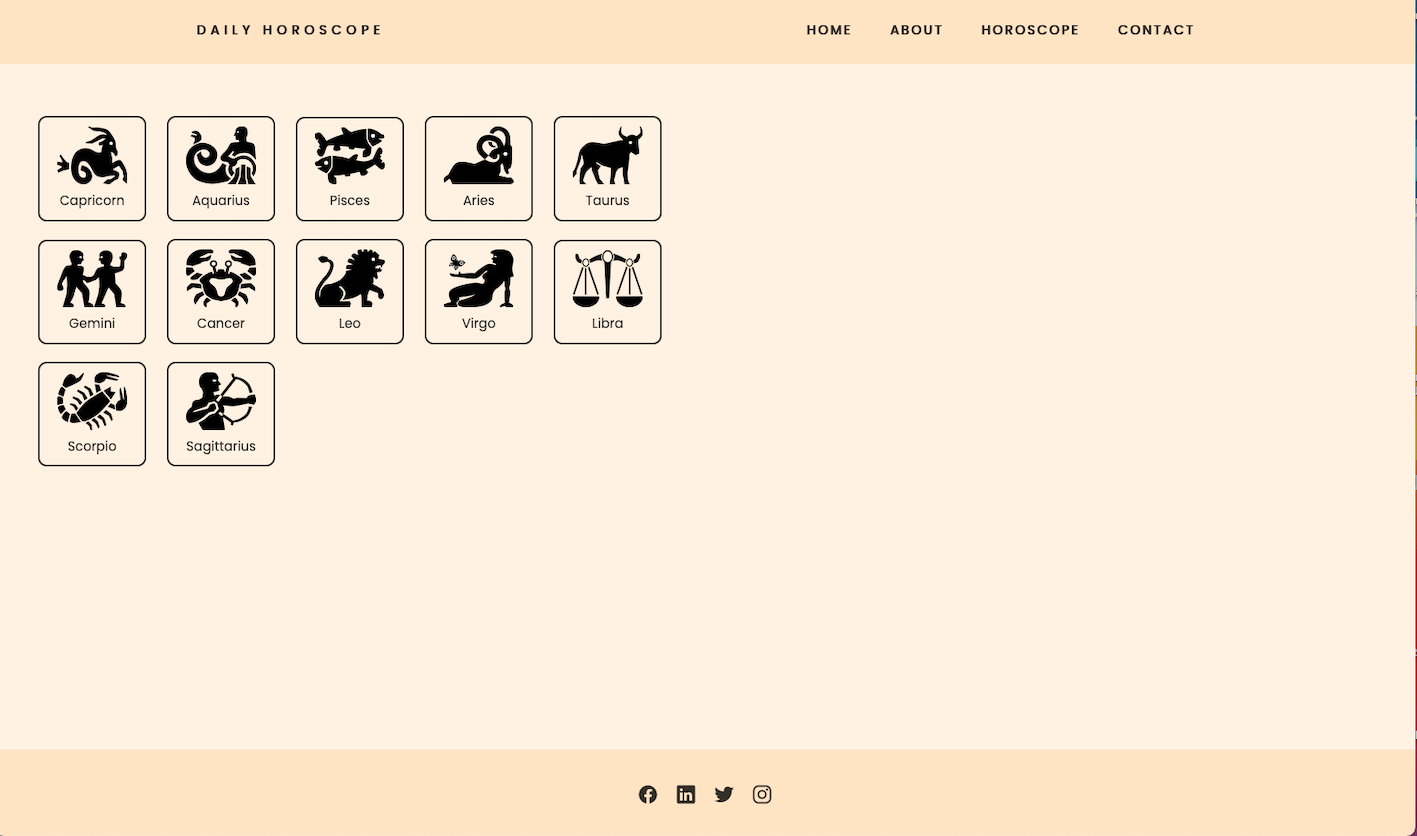 DAILY HOROSCOPE
HOME ABOUT HOROSCOPE CONTACT
Capricorn Aquarius Pisces Aries Taurus
Gemini Cancer Leo Virgo Libra
Scorpio Sagittarius